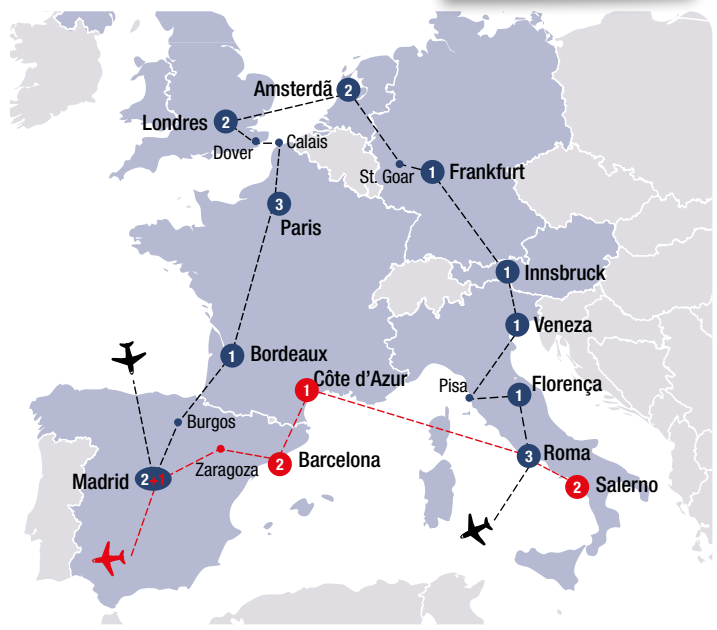 Amsterdã
2
Londres
2
Dover
Calais
St. Goar
1
Frankfurt
3
Paris
1
Innsbruck
1
Veneza
1
Bordeaux
1
Côte d'Azur
Pisa
1
Florença
Burgos
3
Roma
Zaragoza
2
Barcelona
Madrid
2+1
2
Salerno